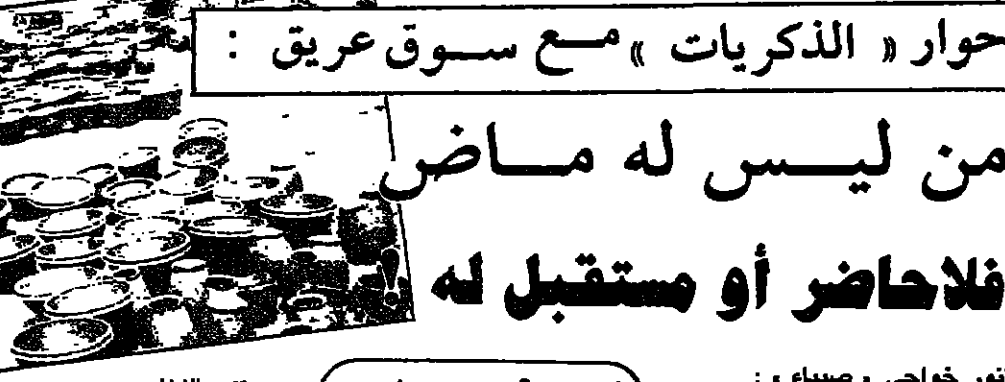 حوار « الذكريات » مع سوق عريق :
من ليس له ماض
فلاحاضر أو مستقبل له !